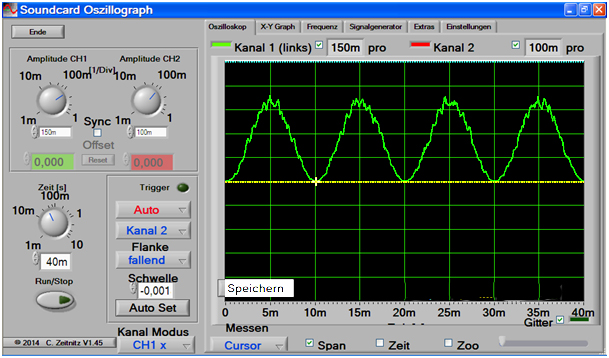 Soundcard Oszillograph
Ende
Oszilloskop X-Y Graph Frequenz Signalgenerator Extras Einstellungen
Kanal 1 (links) 150m pro Kanal 2 100m pro
Amplitude CH1 Amplitude CH2
10m 100m [1/Div] 10m 100m
1m 1 1m 1
Sync
150m 100m
Offset
0,000 Reset 0,000
Zeit [s]
100m
10m 1
1m 10
40m
Run/Stop
Trigger
Auto
Kanal 2
Flanke
fallend
Schwelle
-0,001
Auto Set
Kanal Modus
CH1 x
© 2014 C. Zeitnitz V1.45
Speichern
0 5m 10m 15m 20m 25m 30m 35m 40m
Messen
Gitter
Cursor Span Zeit Zoo